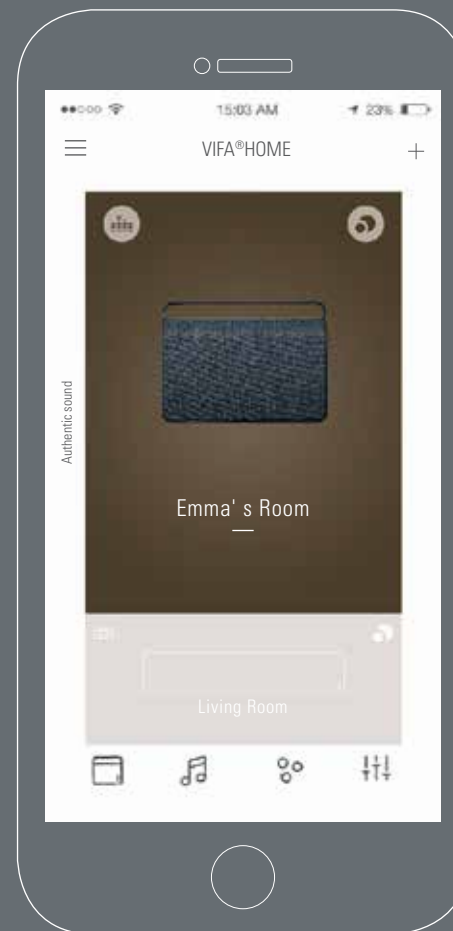 15:03 AM
23%
VIFA®HOME
Authentic sound
Emma' s Room
Living Room